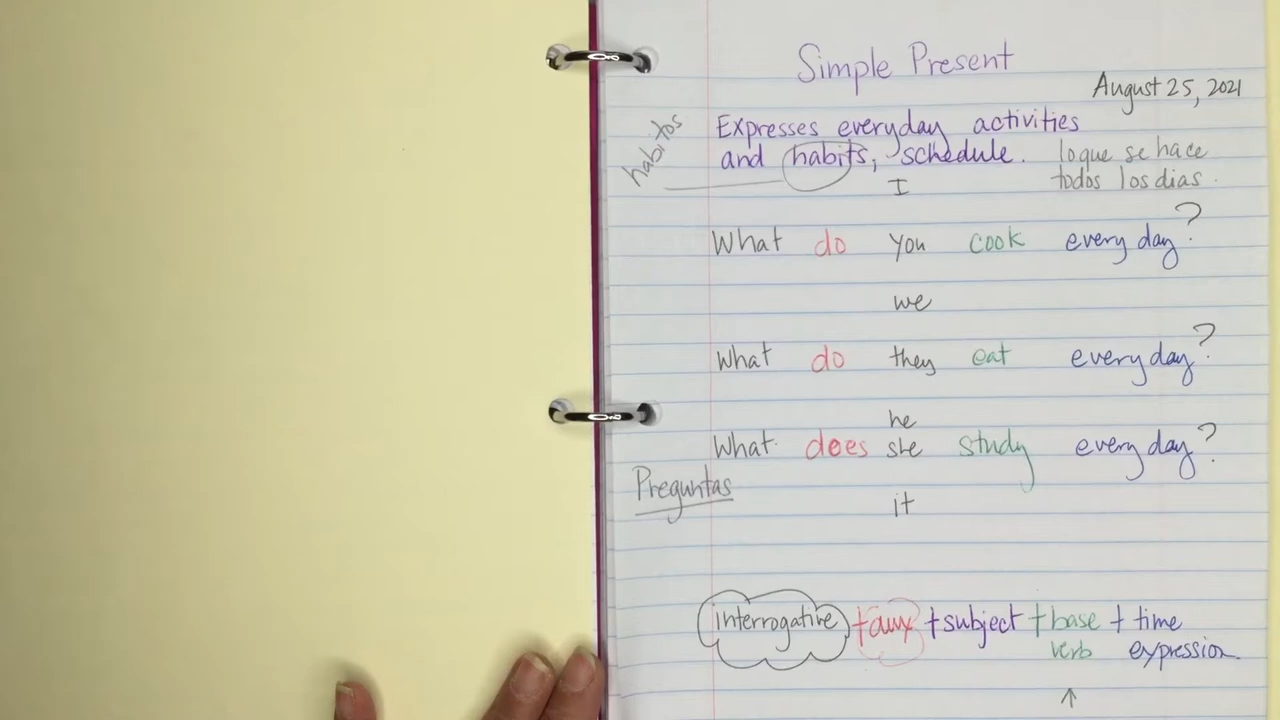 Simple Present
August 25, 2021
Expresses everyday activities
and habits, schedule.
habitos
lo que se hace
todos los dias.
I
What do you cook every day?
we
What do they eat every day?
he
What does she study every day?
Preguntas
it
interrogative + aux + subject + base + time
verb expression.